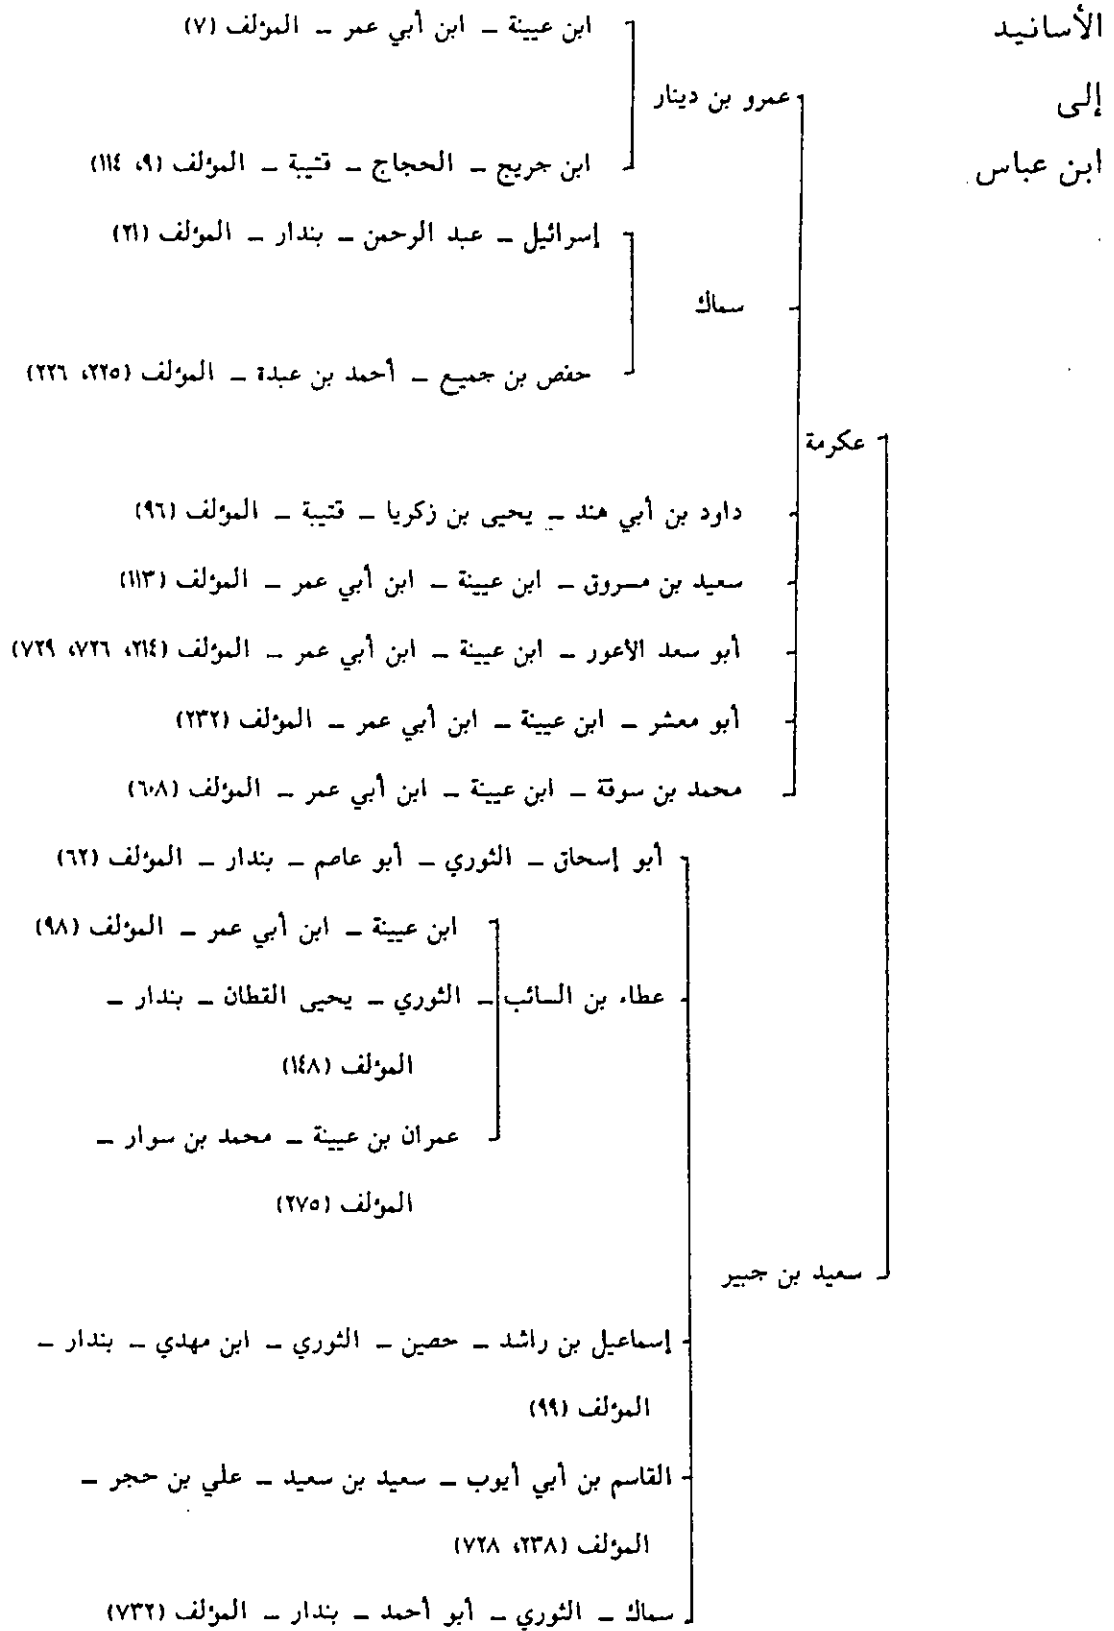 الأسانيد
إلى
ابن عباس
ابن عيينة – ابن أبي عمر – المؤلف (٧)
عمرو بن دينار
ابن جريج – الحجاج – قتيبة – المؤلف (٩، ١١٤)
إسرائيل – عبد الرحمن – بندار – المؤلف (٢١)
سماك
حفص بن جميع – أحمد بن عبدة – المؤلف (٢٢٥، ٢٢٦)
عكرمة
داود بن أبي هند – يحيى بن زكريا – قتيبة – المؤلف (٩٦)
سعيد بن مسروق – ابن عيينة – ابن أبي عمر – المؤلف (١١٣)
أبو سعد الأعور – ابن عيينة – ابن أبي عمر – المؤلف (٢١٤، ٧٢٦، ٧٢٩)
أبو معشر – ابن عيينة – ابن أبي عمر – المؤلف (٢٣٢)
محمد بن سوقة – ابن عيينة – ابن أبي عمر – المؤلف (٦٠٨)
أبو إسحاق – الثوري – أبو عاصم – بندار – المؤلف (٦٢)
ابن عيينة – ابن أبي عمر – المؤلف (٩٨)
عطاء بن السائب – الثوري – يحيى القطان – بندار –
المؤلف (١٤٨)
عمران بن عيينة – محمد بن سوار –
المؤلف (٢٧٥)
سعيد بن جبير
إسماعيل بن راشد – حصين – الثوري – ابن مهدي – بندار –
المؤلف (٩٩)
القاسم بن أبي أيوب – سعيد بن سعيد – علي بن حجر –
المؤلف (٢٣٨، ٧٢٨)
سماك – الثوري – أبو أحمد – بندار – المؤلف (٧٣٢)